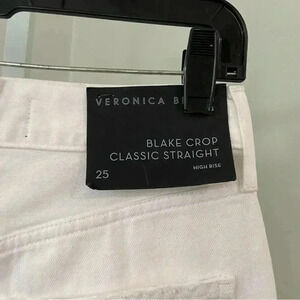 VERONICA B
BLAKE CROP
CLASSIC STRAIGHT
25
HIGH RISE